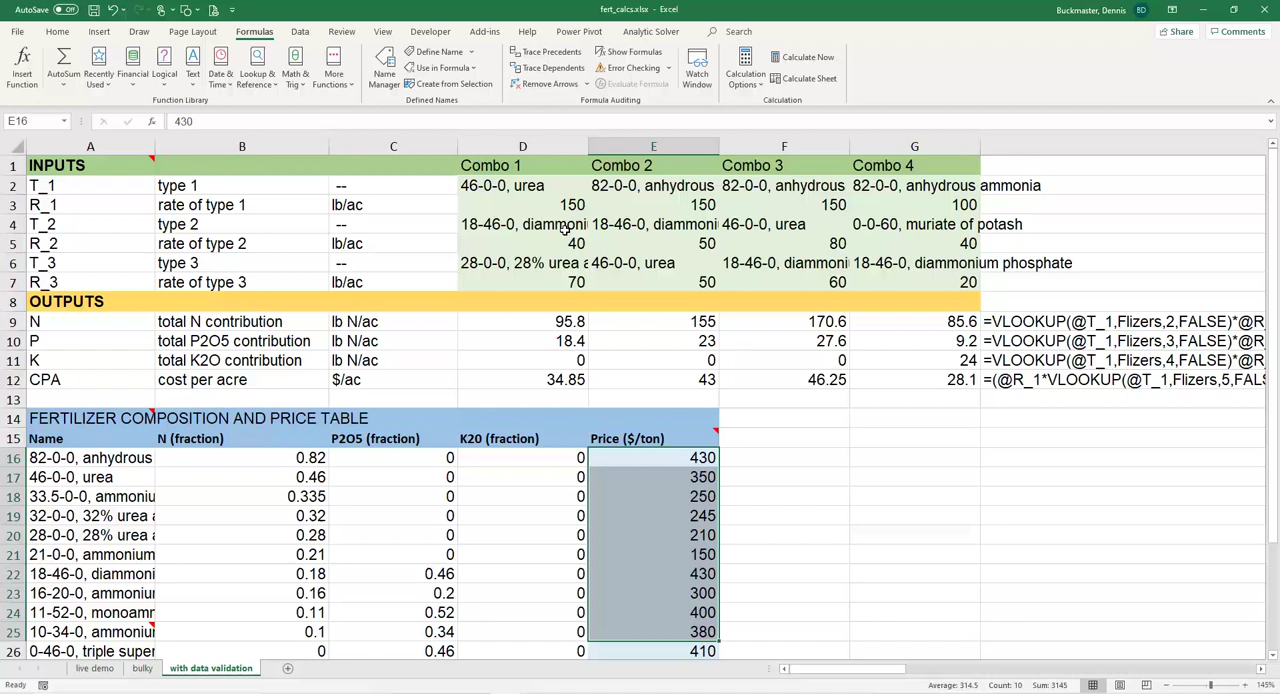 AutoSave Off fert_calcs.xlsx - Excel Buckmaster, Dennis BD
File Home Insert Draw Page Layout Formulas Data Review View Developer Add-ins Help Power Pivot Analytic Solver Search Share Comments
Insert Function AutoSum Recently Used Financial Logical Text Date & Time Lookup & Reference Math & Trig More Functions Name Manager Define Name Use in Formula Create from Selection Trace Precedents Trace Dependents Remove Arrows Show Formulas Error Checking Evaluate Formula Watch Window Calculation Options Calculate Now Calculate Sheet
Function Library Defined Names Formula Auditing Calculation
E16 fx 430
A B C D E F G
1 INPUTS Combo 1 Combo 2 Combo 3 Combo 4
2 T_1 type 1 -- 46-0-0, urea 82-0-0, anhydrous 82-0-0, anhydrous 82-0-0, anhydrous ammonia
3 R_1 rate of type 1 lb/ac 150 150 150 100
4 T_2 type 2 -- 18-46-0, diammoni 18-46-0, diammoni 46-0-0, urea 0-0-60, muriate of potash
5 R_2 rate of type 2 lb/ac 40 50 80 40
6 T_3 type 3 -- 28-0-0, 28% urea a 46-0-0, urea 18-46-0, diammoni 18-46-0, diammonium phosphate
7 R_3 rate of type 3 lb/ac 70 50 60 20
8 OUTPUTS
9 N total N contribution lb N/ac 95.8 155 170.6 85.6 =VLOOKUP(@T_1,Flizers,2,FALSE)*@R
10 P total P2O5 contribution lb N/ac 18.4 23 27.6 9.2 =VLOOKUP(@T_1,Flizers,3,FALSE)*@R
11 K total K2O contribution lb N/ac 0 0 0 24 =VLOOKUP(@T_1,Flizers,4,FALSE)*@R
12 CPA cost per acre $/ac 34.85 43 46.25 28.1 =(@R_1*VLOOKUP(@T_1,Flizers,5,FALS
13
14 FERTILIZER COMPOSITION AND PRICE TABLE
15 Name N (fraction) P2O5 (fraction) K20 (fraction) Price ($/ton)
16 82-0-0, anhydrous 0.82 0 0 430
17 46-0-0, urea 0.46 0 0 350
18 33.5-0-0, ammoniu 0.335 0 0 250
19 32-0-0, 32% urea a 0.32 0 0 245
20 28-0-0, 28% urea a 0.28 0 0 210
21 21-0-0, ammonium 0.21 0 0 150
22 18-46-0, diammoni 0.18 0.46 0 430
23 16-20-0, ammoniu 0.16 0.2 0 300
24 11-52-0, monoamm 0.11 0.52 0 400
25 10-34-0, ammoniu 0.1 0.34 0 380
26 0-46-0, triple super 0 0.46 0 410
live demo bulky with data validation
Ready Average: 314.5 Count: 10 Sum: 3145 145%